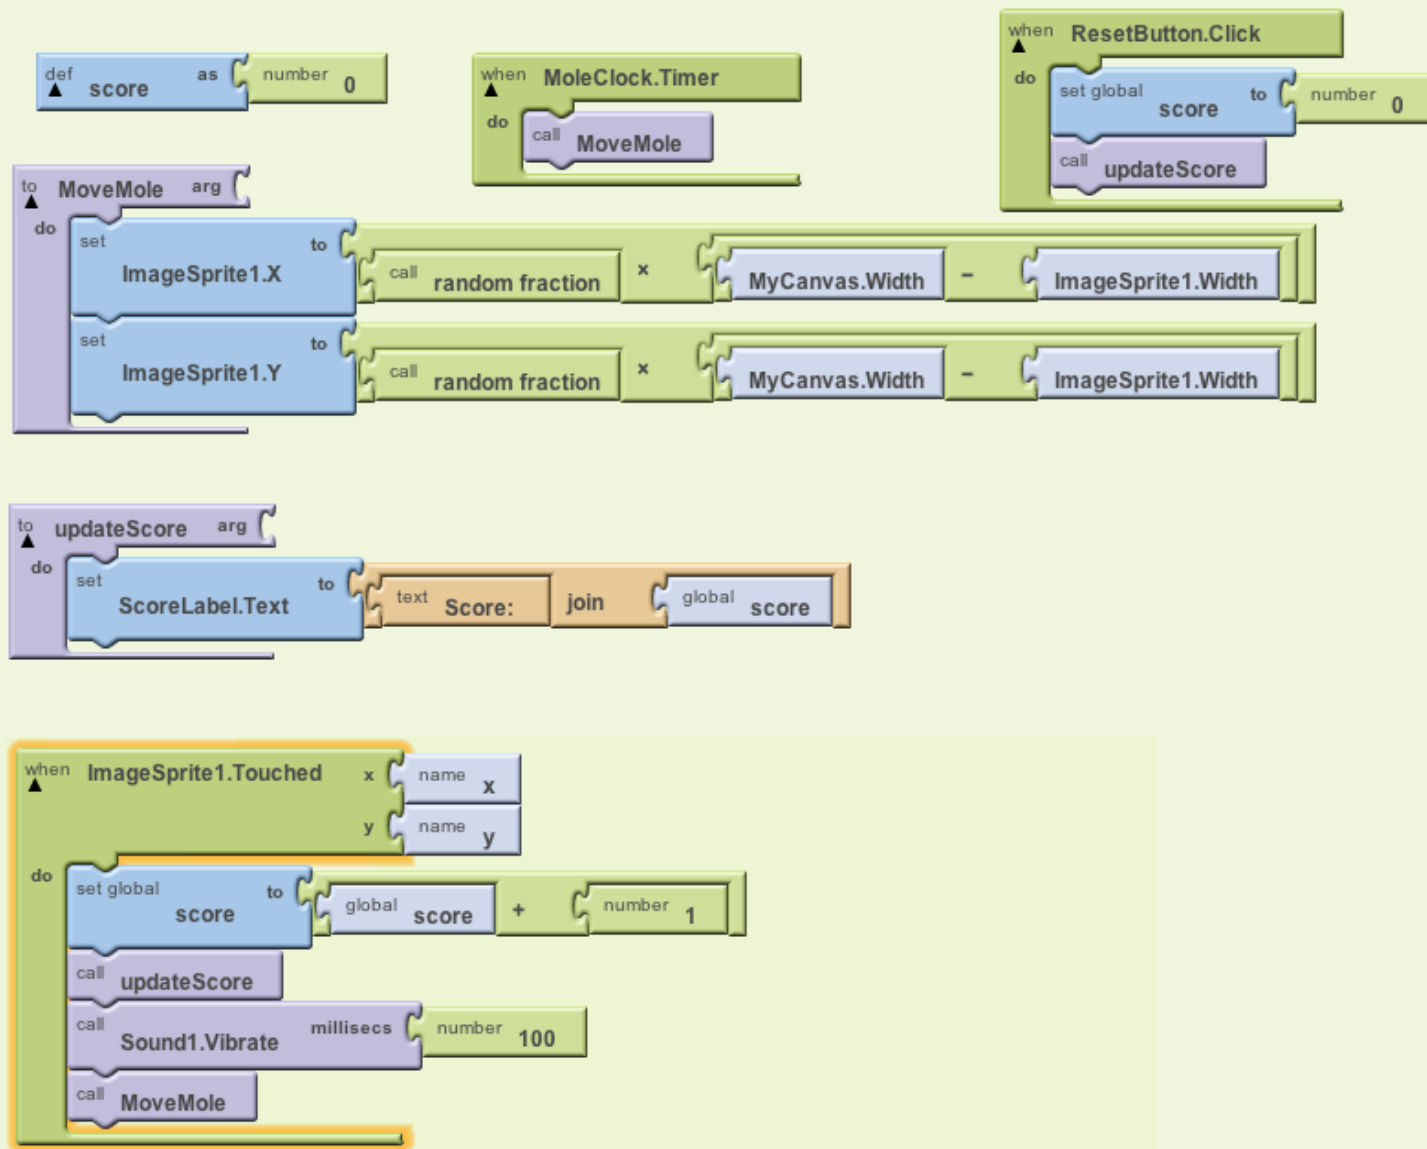 def score as number 0
when MoleClock.Timer
do call MoveMole
when ResetButton.Click
do set global score to number 0
call updateScore
to MoveMole arg
do set ImageSprite1.X to call random fraction × MyCanvas.Width − ImageSprite1.Width
set ImageSprite1.Y to call random fraction × MyCanvas.Width − ImageSprite1.Width
to updateScore arg
do set ScoreLabel.Text to text Score: join global score
when ImageSprite1.Touched x name x
y name y
do set global score to global score + number 1
call updateScore
call Sound1.Vibrate millisecs number 100
call MoveMole